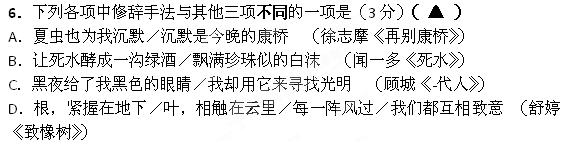 6．下列各项中修辞手法与其他三项不同的一项是（3 分）（ ▲ ）
A．夏虫也为我沉默／沉默是今晚的康桥 （徐志摩《再别康桥》）
B．让死水酵成一沟绿酒／飘满珍珠似的白沫 （闻一多《死水》）
C．黑夜给了我黑色的眼睛／我却用它来寻找光明 （顾城《-代人》）
D．根，紧握在地下／叶，相触在云里／每一阵风过／我们都互相致意 （舒婷
《致橡树》）